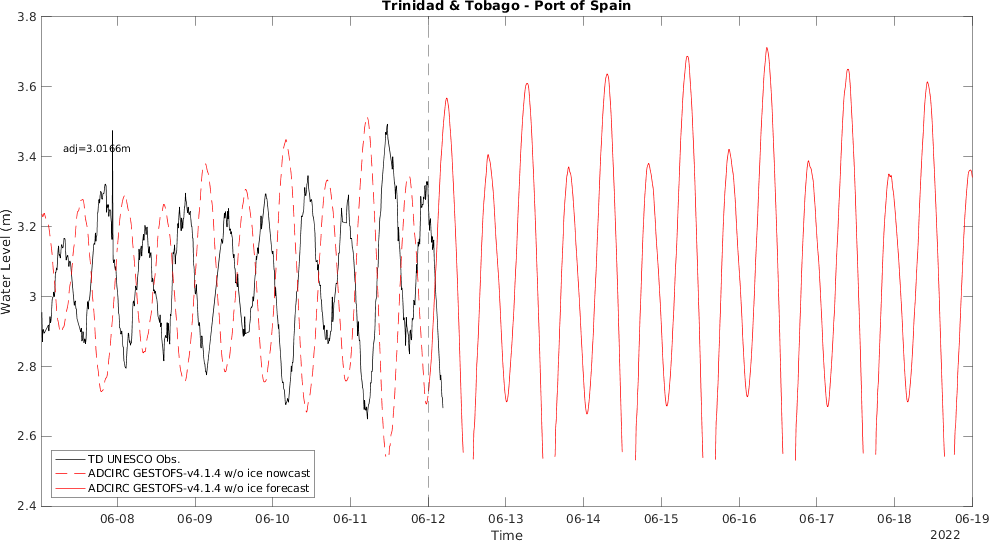 Trinidad & Tobago - Port of Spain
3.8
3.6
3.4
3.2
3
2.8
2.6
2.4
Water Level (m)
adj=3.0166m
TD UNESCO Obs.
ADCIRC GESTOFS-v4.1.4 w/o ice nowcast
ADCIRC GESTOFS-v4.1.4 w/o ice forecast
06-08 06-09 06-10 06-11 06-12 06-13 06-14 06-15 06-16 06-17 06-18 06-19
Time
2022